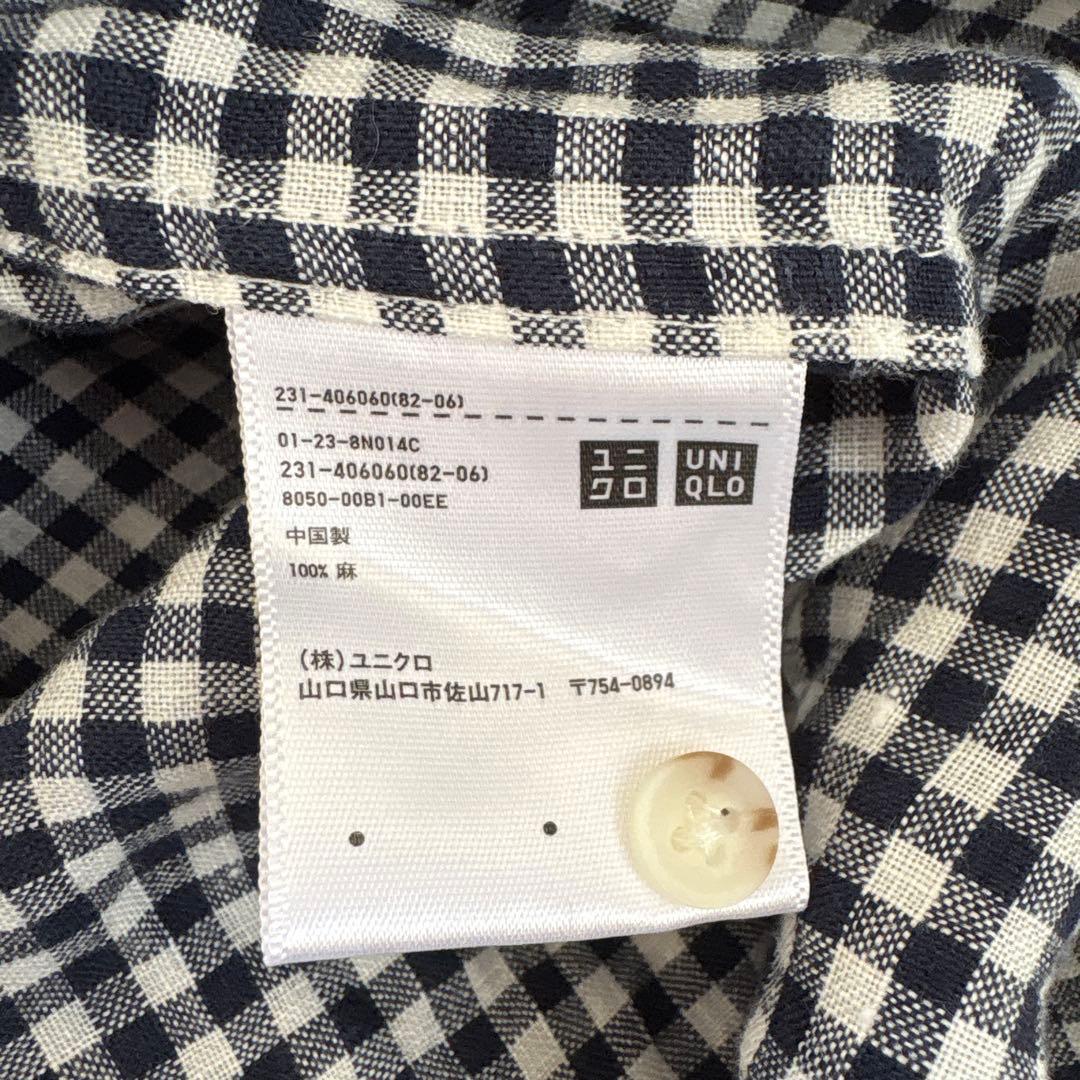 231-406060(82-06)
01-23-8N014C
231-406060(82-06)
8050-00B1-00EE
中国製
100% 麻
ユニ
クロ
UNI
QLO
(株)ユニクロ
山口県山口市佐山717-1 〒754-0894